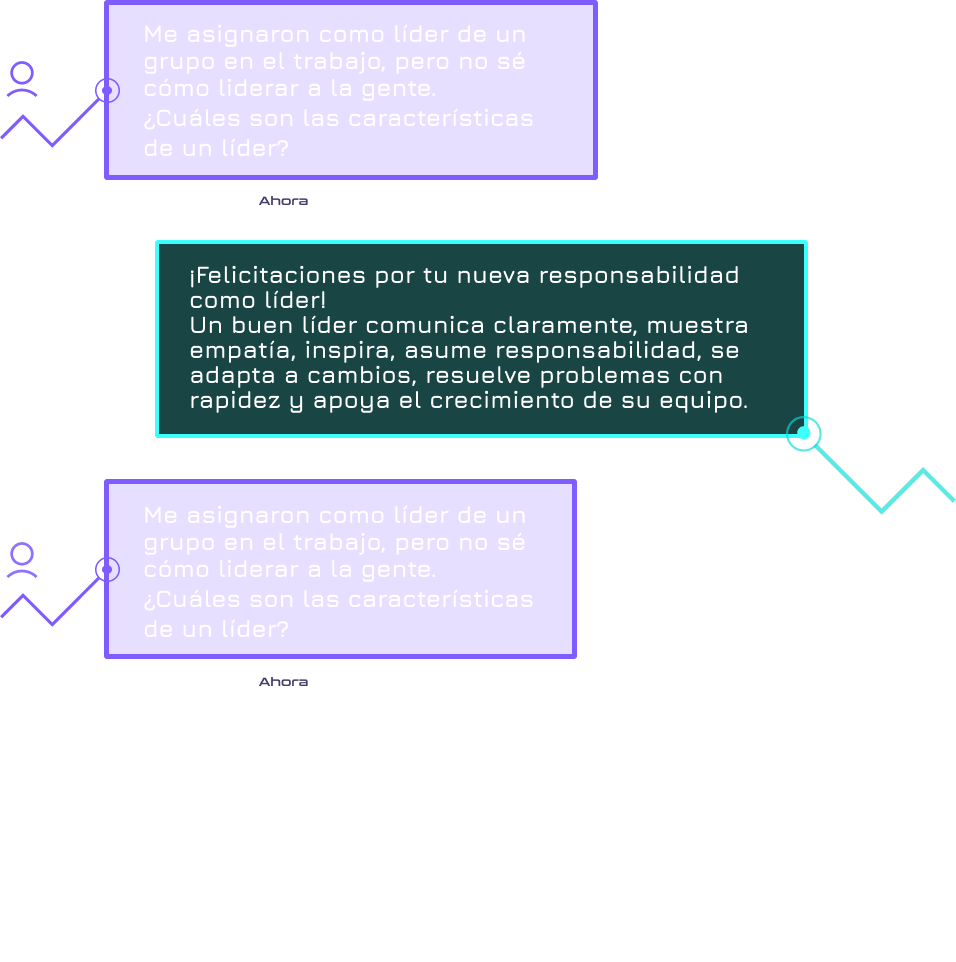 Me asignaron como líder de un
grupo en el trabajo, pero no sé
cómo liderar a la gente.
¿Cuáles son las características
de un líder?
Ahora
¡Felicitaciones por tu nueva responsabilidad
como líder!
Un buen líder comunica claramente, muestra
empatía, inspira, asume responsabilidad, se
adapta a cambios, resuelve problemas con
rapidez y apoya el crecimiento de su equipo.
Me asignaron como líder de un
grupo en el trabajo, pero no sé
cómo liderar a la gente.
¿Cuáles son las características
de un líder?
Ahora